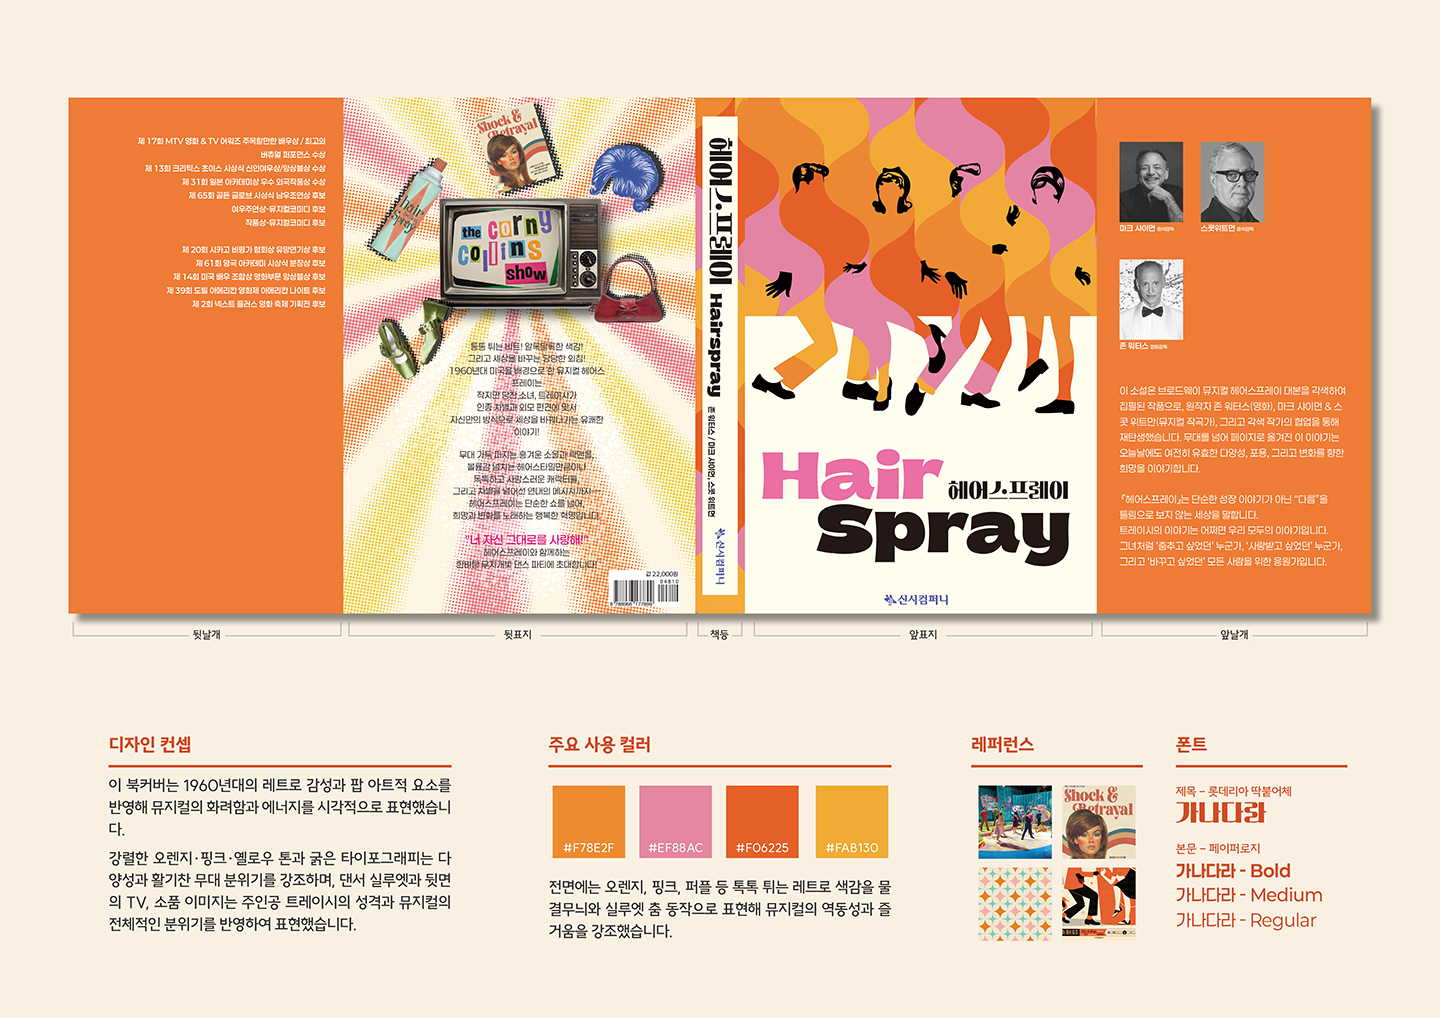 제 17회 MTV 영화 & TV 어워즈 주목할만한 배우상 / 최고의
버츄얼 퍼포먼스 수상
제 13회 크리틱스 초이스 시상식 신인여우상/앙상블상 수상
제 31회 일본 아카데미상 우수 외국작품상 수상
제 65회 골든 글로브 시상식 남우조연상 후보
여우주연상-뮤지컬코미디 후보
작품상-뮤지컬코미디 후보
제 20회 시카고 비평가 협회상 유망연기상 후보
제 61회 영국 아카데미 시상식 분장상 후보
제 14회 미국 배우 조합상 영화부문 앙상블상 후보
제 39회 도빌 아메리칸 영화제 아메리칸 나이트 후보
제 2회 넥스트 플러스 영화 축제 기획전 후보
Shock &
Betrayal
hair
Spray
the corny
collins
show
통통 튀는 비트! 알록달록한 색감!
그리고 세상을 바꾸는 당당한 외침!
1960년대 미국을 배경으로 한 뮤지컬 헤어스
프레이는,
작지만 당찬 소녀, 트레이시가
인종 차별과 외모 편견에 맞서
자신만의 방식으로 세상을 바꿔나가는 유쾌한
이야기!
무대 가득 퍼지는 흥겨운 소울과 락앤롤,
볼륨감 넘치는 헤어스타일만큼이나
독특하고 사랑스러운 캐릭터들,
그리고 차별을 넘어선 연대의 메시지까지—
헤어스프레이는 단순한 쇼를 넘어,
희망과 변화를 노래하는 행복한 혁명입니다.
"너 자신 그대로를 사랑해!"
헤어스프레이와 함께하는
한바탕 무지개빛 댄스 파티에 초대합니다!
값 22,000원
04810
9 788966 177899
헤어스프레이
Hairspray
존 워터스 / 마크 샤이먼, 스콧 위트먼
신시컴퍼니
Hair
헤어스프레이
Spray
신시컴퍼니
마크 샤이먼 음악감독
스콧위트먼 음악감독
존 워터스 영화감독
이 소설은 브로드웨이 뮤지컬 헤어스프레이 대본을 각색하여
집필된 작품으로, 원작자 존 워터스(영화), 마크 샤이먼 & 스
콧 위트먼(뮤지컬 작곡가), 그리고 각색 작가의 협업을 통해
재탄생했습니다. 무대를 넘어 페이지로 옮겨진 이 이야기는
오늘날에도 여전히 유효한 다양성, 포용, 그리고 변화를 향한
희망을 이야기합니다.
『헤어스프레이』는 단순한 성장 이야기가 아닌 “다름”을
틀림으로 보지 않는 세상을 말합니다.
트레이시의 이야기는 어쩌면 우리 모두의 이야기입니다.
그녀처럼 ‘춤추고 싶었던’ 누군가, ‘사랑받고 싶었던’ 누군가,
그리고 ‘바꾸고 싶었던’ 모든 사람을 위한 응원가입니다.
뒷날개
뒷표지
책등
앞표지
앞날개
디자인 컨셉
이 북커버는 1960년대의 레트로 감성과 팝 아트적 요소를
반영해 뮤지컬의 화려함과 에너지를 시각적으로 표현했습니
다.
강렬한 오렌지·핑크·옐로우 톤과 굵은 타이포그래피는 다
양성과 활기찬 무대 분위기를 강조하며, 댄서 실루엣과 뒷면
의 TV, 소품 이미지는 주인공 트레이시의 성격과 뮤지컬의
전체적인 분위기를 반영하여 표현했습니다.
주요 사용 컬러
#F78E2F
#EF88AC
#F06225
#FAB130
전면에는 오렌지, 핑크, 퍼플 등 톡톡 튀는 레트로 색감을 물
결무늬와 실루엣 춤 동작으로 표현해 뮤지컬의 역동성과 즐
거움을 강조했습니다.
레퍼런스
Shock &
Betrayal
폰트
제목 – 롯데리아 딱붙어체
가나다라
본문 – 페이퍼로지
가나다라 - Bold
가나다라 - Medium
가나다라 - Regular